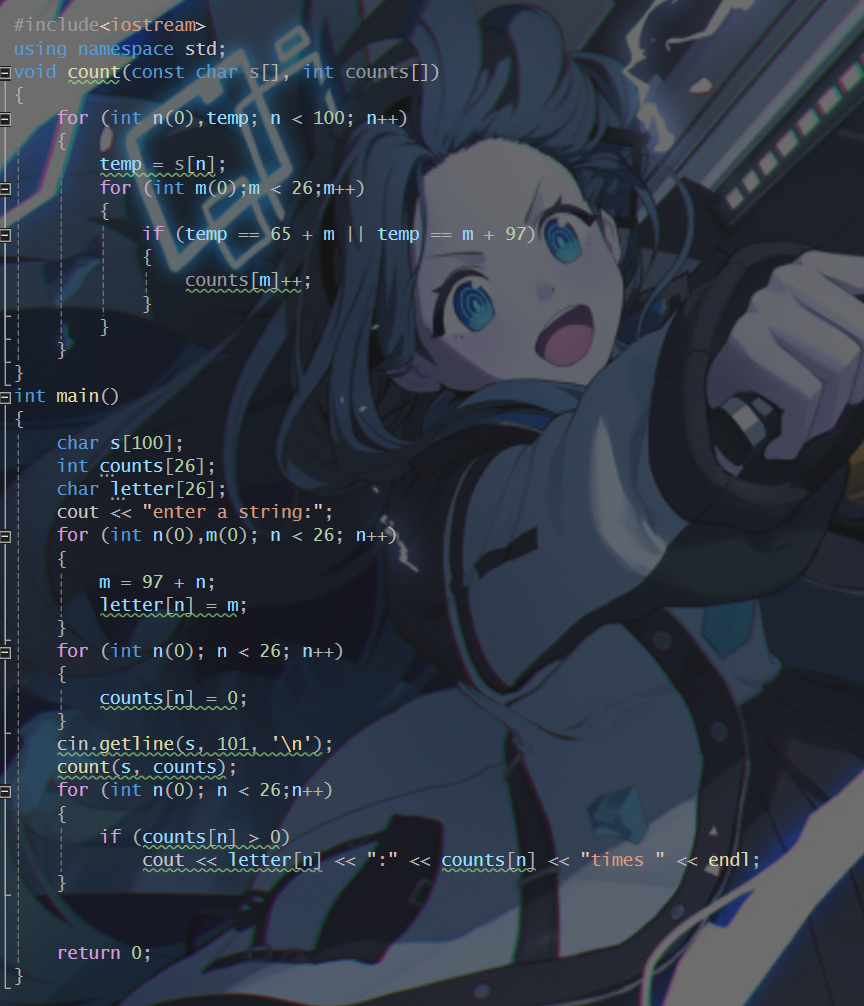 #include<iostream>
using namespace std;
void count(const char s[], int counts[])
{
for (int n(0),temp; n < 100; n++)
{
temp = s[n];
for (int m(0);m < 26;m++)
{
if (temp == 65 + m || temp == m + 97)
{
counts[m]++;
}
}
}
}
int main()
{
char s[100];
int counts[26];
char letter[26];
cout << "enter a string:";
for (int n(0),m(0); n < 26; n++)
{
m = 97 + n;
letter[n] = m;
}
for (int n(0); n < 26; n++)
{
counts[n] = 0;
}
cin.getline(s, 101, '\n');
count(s, counts);
for (int n(0); n < 26;n++)
{
if (counts[n] > 0)
cout << letter[n] << ":" << counts[n] << "times " << endl;
}
return 0;
}